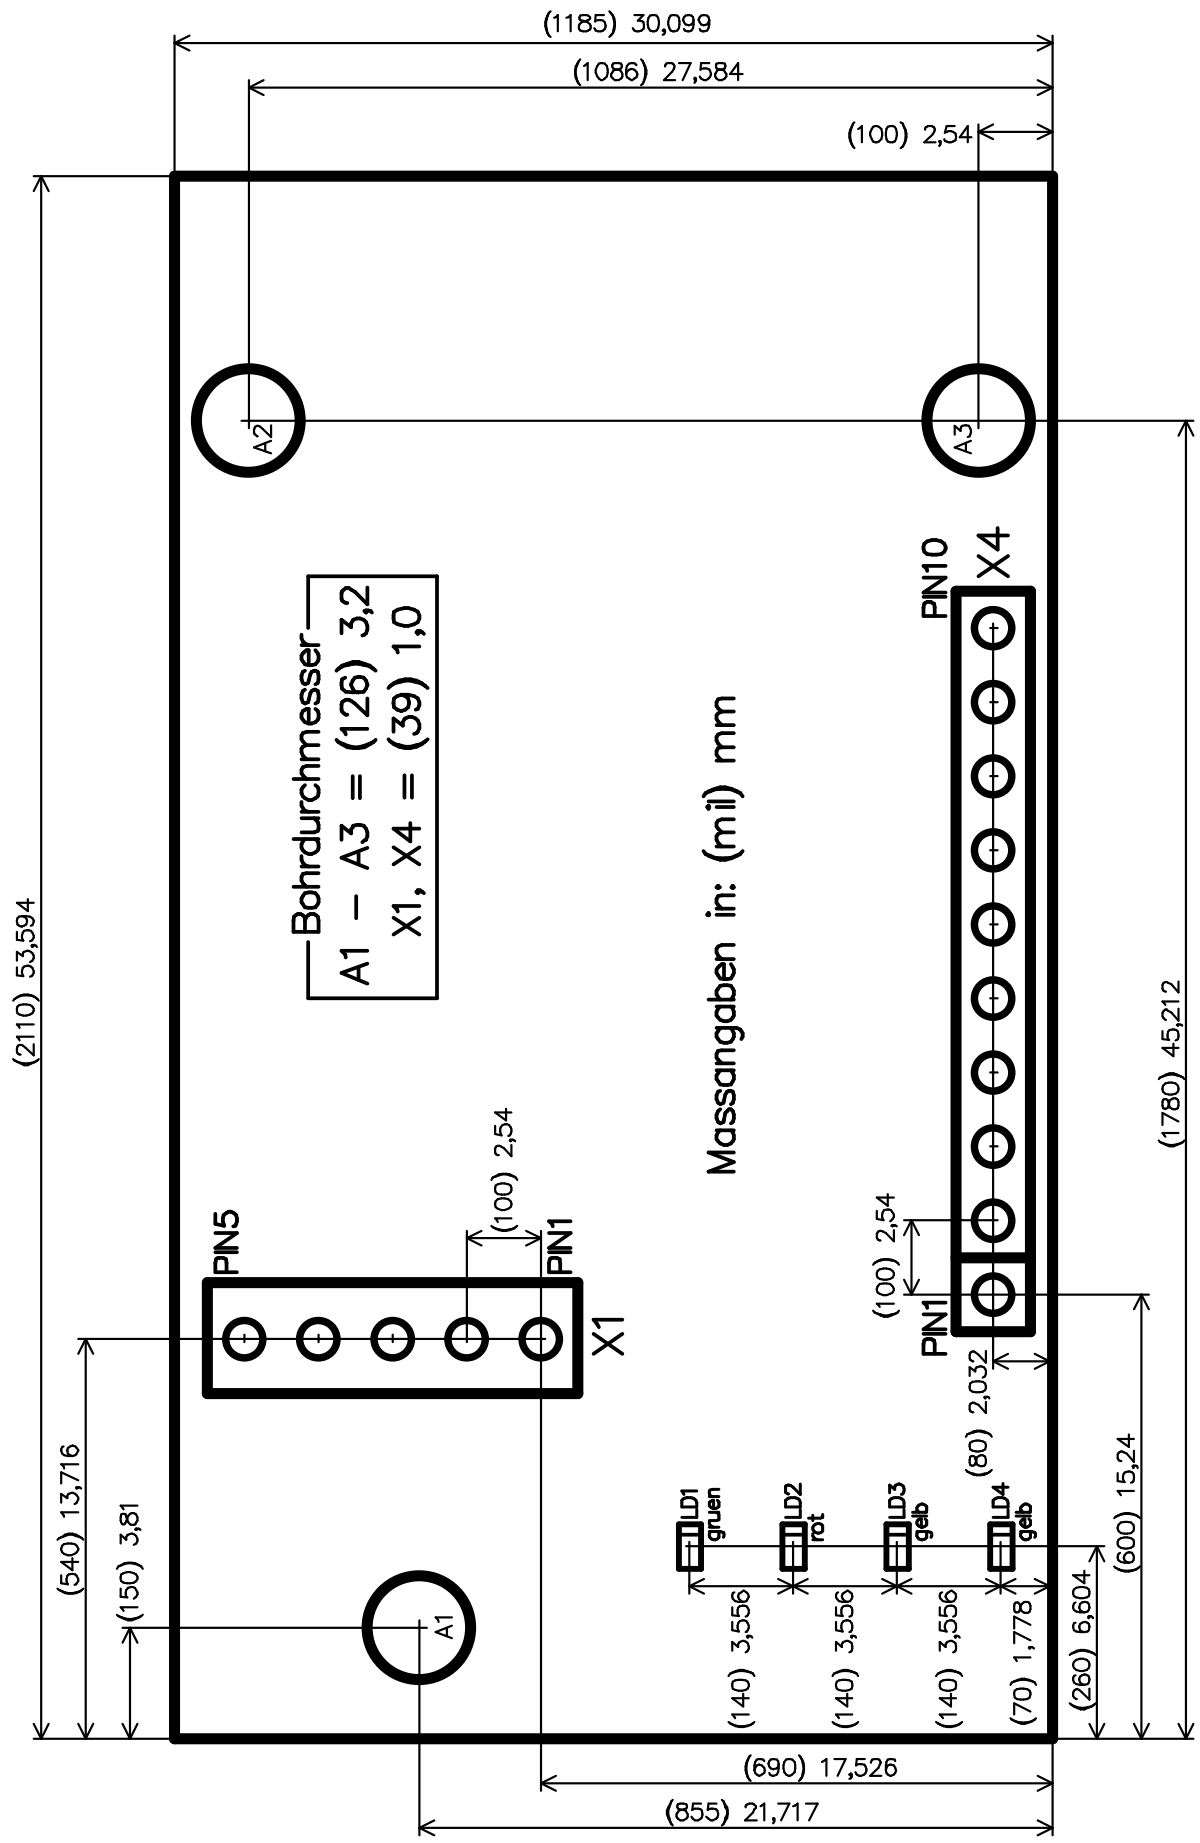 (1185) 30,099
(1086) 27,584
(100) 2,54
A2
A3
PIN10
X4
Bohrdurchmesser
A1 - A3 = (126) 3,2
X1, X4 = (39) 1,0
Massangaben in: (mil) mm
(2110) 53,594
(1780) 45,212
(100) 2,54
PIN5
PIN1
X1
(100) 2,54
PIN1
(80) 2,032
(540) 13,716
(150) 3,81
(600) 15,24
LD1
gruen
LD2
rot
LD3
gelb
LD4
gelb
A1
(140) 3,556
(140) 3,556
(140) 3,556
(70) 1,778
(260) 6,604
(690) 17,526
(855) 21,717